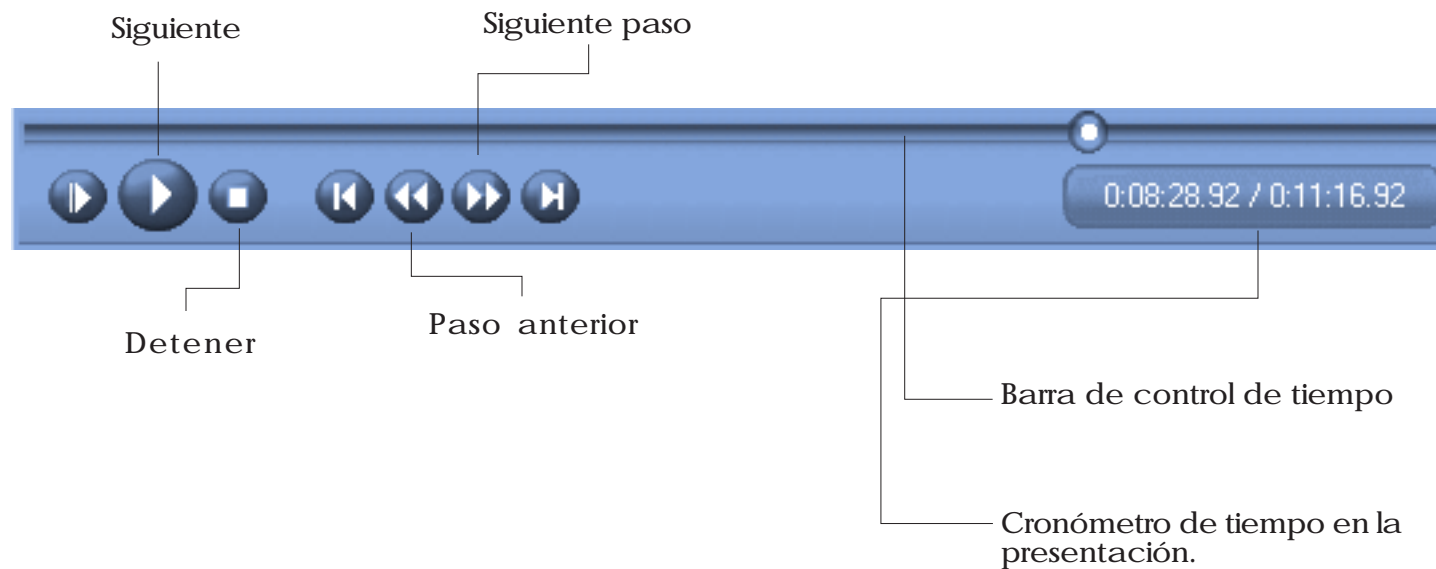 Siguiente
Siguiente paso
0:08:28.92 / 0:11:16.92
Detener
Paso anterior
Barra de control de tiempo
Cronómetro de tiempo en la
presentación.